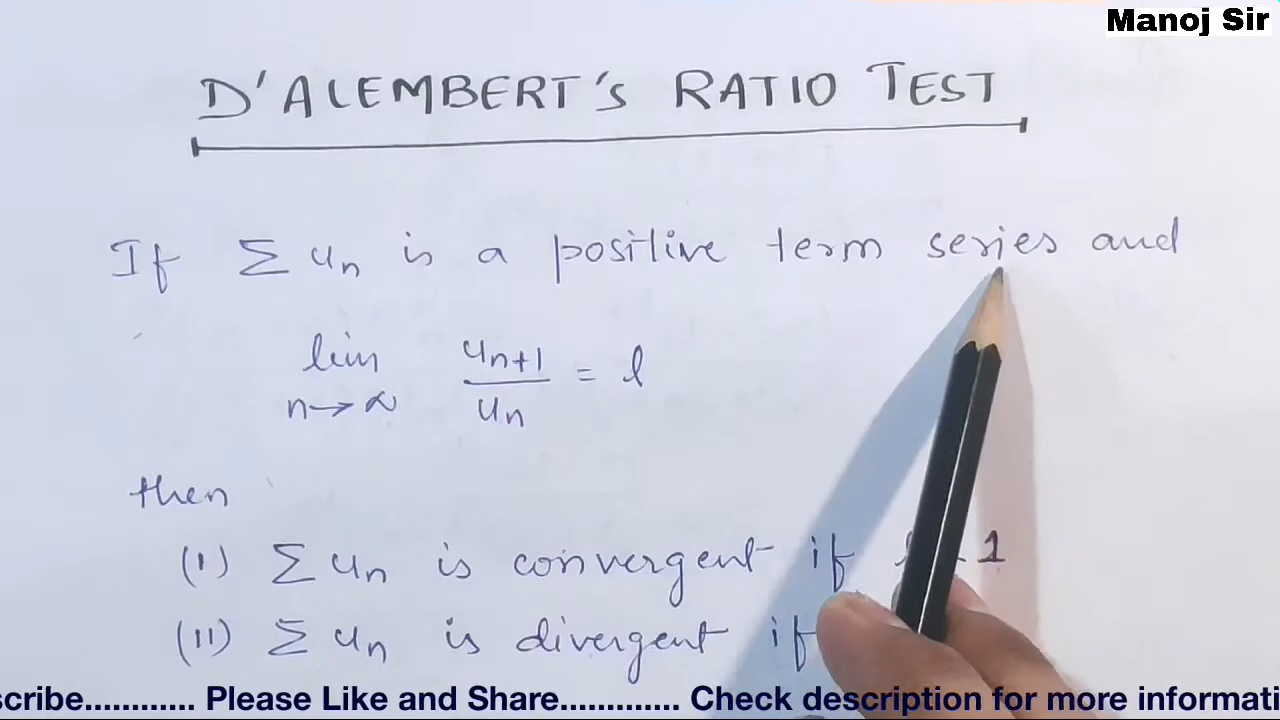 Manoj Sir
D'ALEMBERT'S RATIO TEST
If Σ un is a positive term series and
lim n→∞ un+1/un = l
then
(I) Σ un is convergent if 1
(II) Σ un is divergent if
scribe............ Please Like and Share............. Check description for more informati